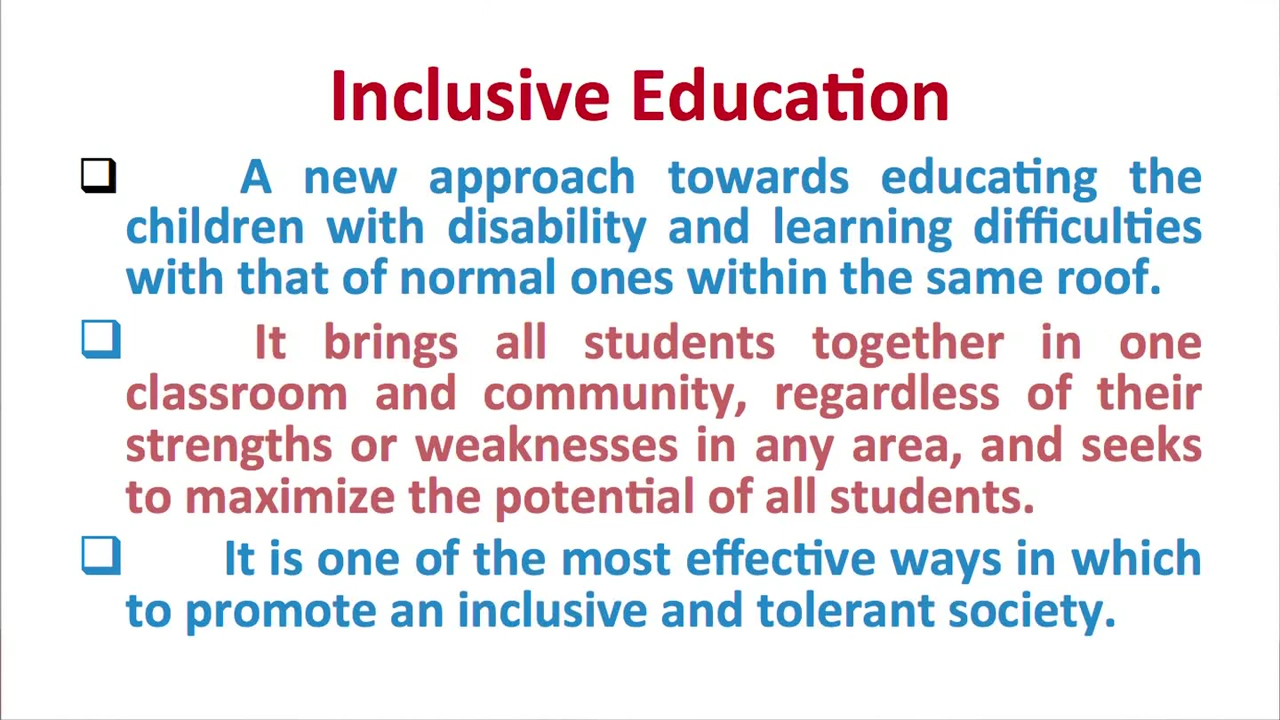 Inclusive Education
❑ A new approach towards educating the
children with disability and learning difficulties
with that of normal ones within the same roof.
❑ It brings all students together in one
classroom and community, regardless of their
strengths or weaknesses in any area, and seeks
to maximize the potential of all students.
❑ It is one of the most effective ways in which
to promote an inclusive and tolerant society.